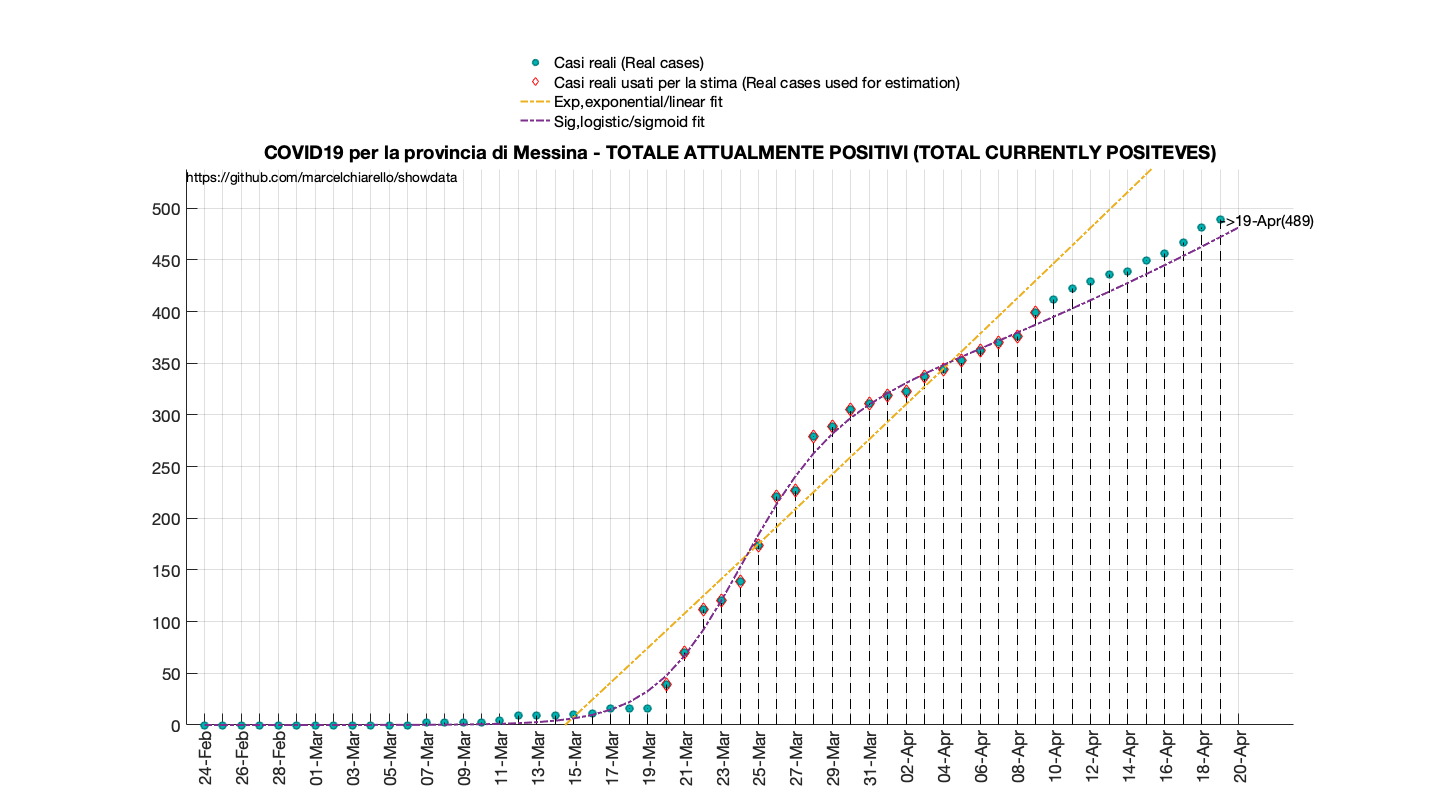 Casi reali (Real cases)
Casi reali usati per la stima (Real cases used for estimation)
Exp,exponential/linear fit
Sig,logistic/sigmoid fit
COVID19 per la provincia di Messina - TOTALE ATTUALMENTE POSITIVI (TOTAL CURRENTLY POSITEVES)
https://github.com/marcelchiarello/showdata
500
450
400
350
300
250
200
150
100
50
0
->19-Apr(489)
24-Feb
26-Feb
28-Feb
01-Mar
03-Mar
05-Mar
07-Mar
09-Mar
11-Mar
13-Mar
15-Mar
17-Mar
19-Mar
21-Mar
23-Mar
25-Mar
27-Mar
29-Mar
31-Mar
02-Apr
04-Apr
06-Apr
08-Apr
10-Apr
12-Apr
14-Apr
16-Apr
18-Apr
20-Apr